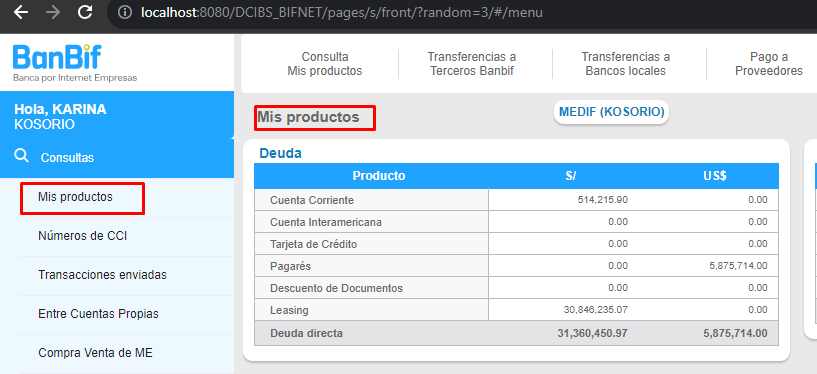 localhost:8080/DCIBS_BIFNET/pages/s/front/?random=3/#/menu
BanBif
Banca por Internet Empresas
Consulta
Mis productos
Transferencias a
Terceros Banbif
Transferencias a
Bancos locales
Pago a
Proveedores
Hola, KARINA
KOSORIO
Consultas
Mis productos
Números de CCI
Transacciones enviadas
Entre Cuentas Propias
Compra Venta de ME
Mis productos
MEDIF (KOSORIO)
Deuda
Producto S/ US$
Cuenta Corriente 514,215.90 0.00
Cuenta Interamericana 0.00 0.00
Tarjeta de Crédito 0.00 0.00
Pagarés 0.00 5,875,714.00
Descuento de Documentos 0.00 0.00
Leasing 30,846,235.07 0.00
Deuda directa 31,360,450.97 5,875,714.00